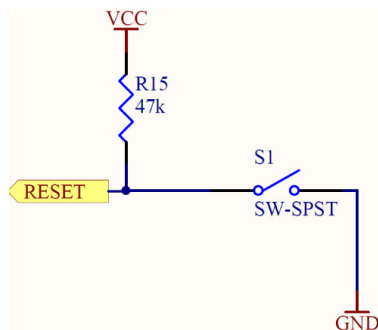 VCC
R15
47k
RESET
S1
SW-SPST
GND